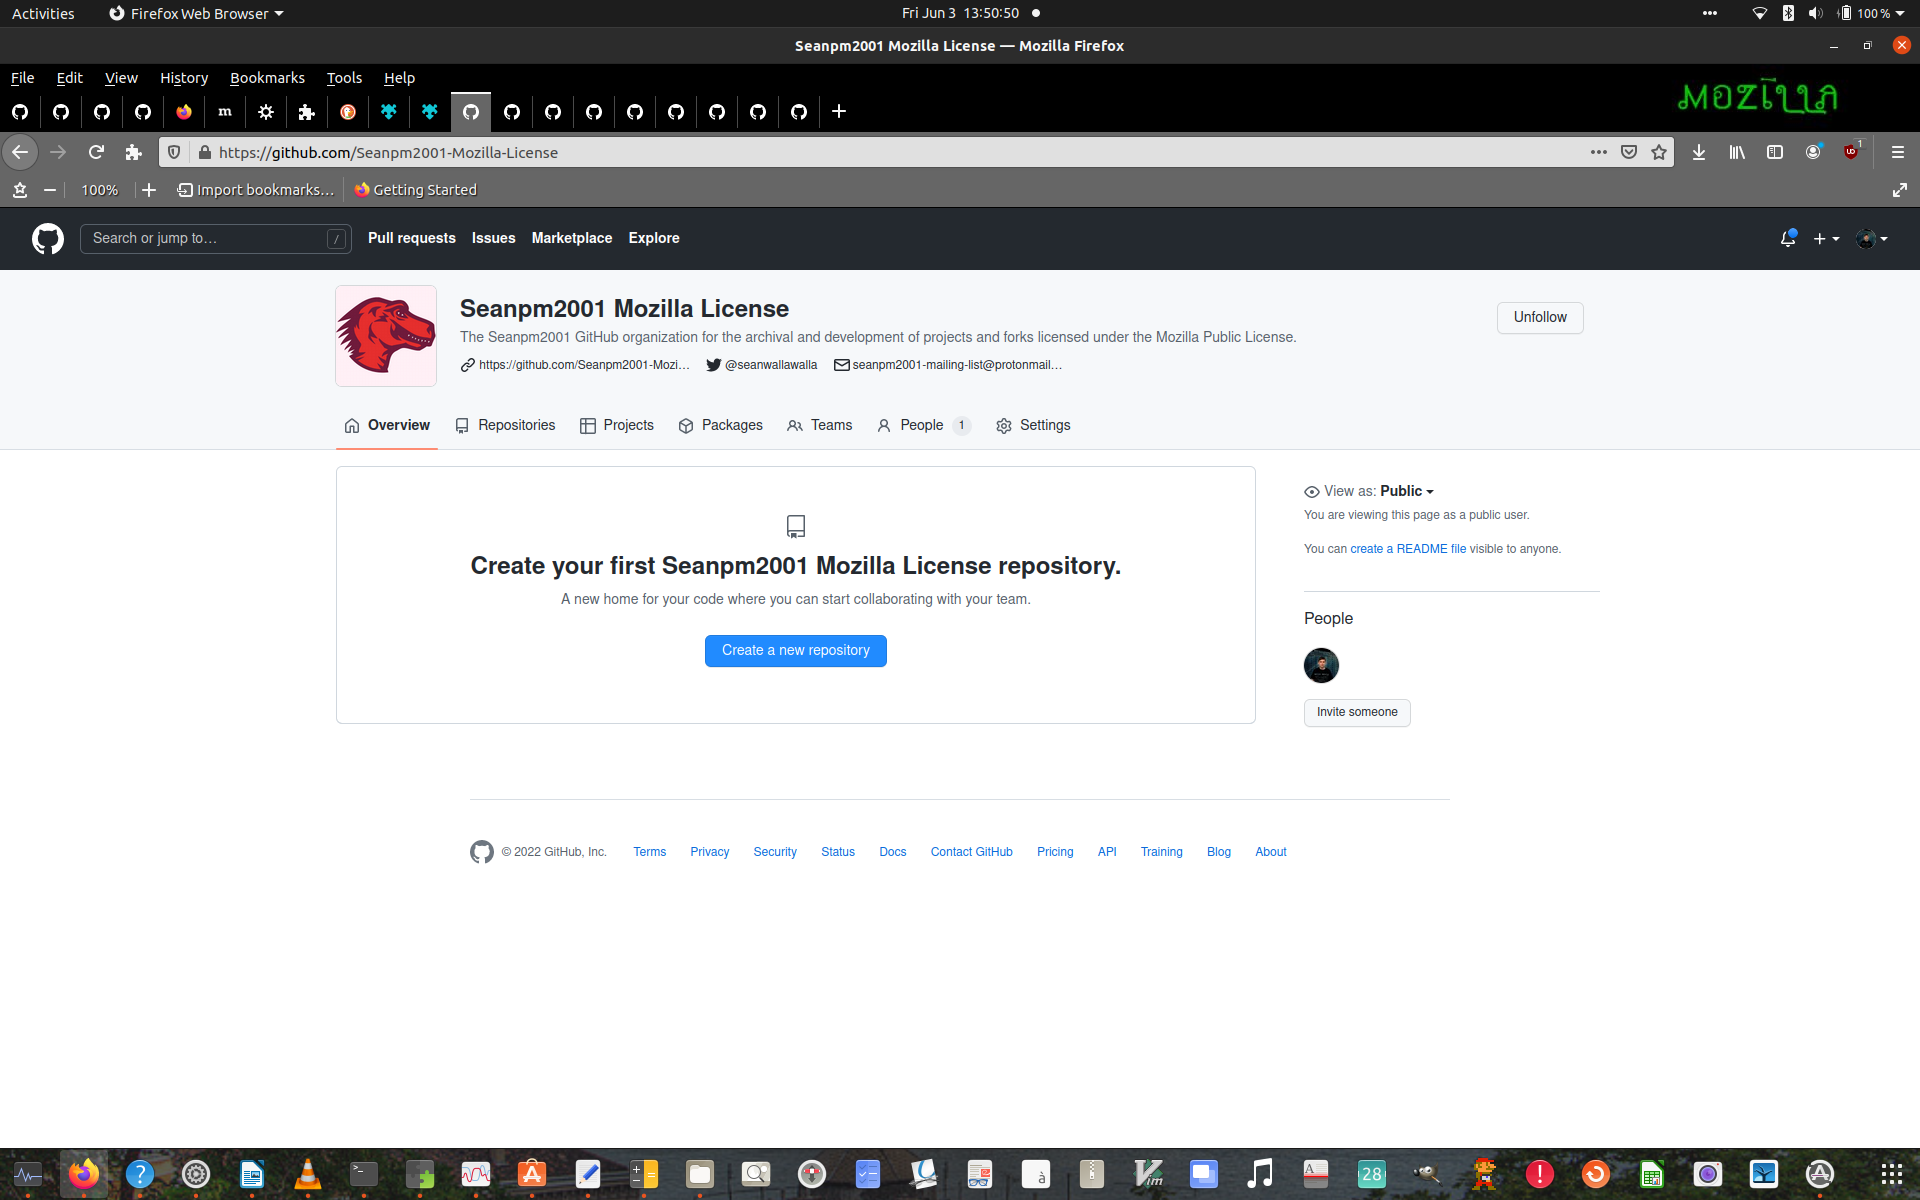 Activities Firefox Web Browser Fri Jun 3 13:50:50 100 %
Seanpm2001 Mozilla License — Mozilla Firefox
File Edit View History Bookmarks Tools Help
MOZILLA
m
https://github.com/Seanpm2001-Mozilla-License 1
100% Import bookmarks… Getting Started
Search or jump to… / Pull requests Issues Marketplace Explore
Seanpm2001 Mozilla License
Unfollow
The Seanpm2001 GitHub organization for the archival and development of projects and forks licensed under the Mozilla Public License.
https://github.com/Seanpm2001-Mozi… @seanwallawalla seanpm2001-mailing-list@protonmail…
Overview Repositories Projects Packages Teams People 1 Settings
View as: Public
You are viewing this page as a public user.
You can create a README file visible to anyone.
Create your first Seanpm2001 Mozilla License repository.
A new home for your code where you can start collaborating with your team.
Create a new repository
People
Invite someone
© 2022 GitHub, Inc. Terms Privacy Security Status Docs Contact GitHub Pricing API Training Blog About
? >_ à Vim A 28 !